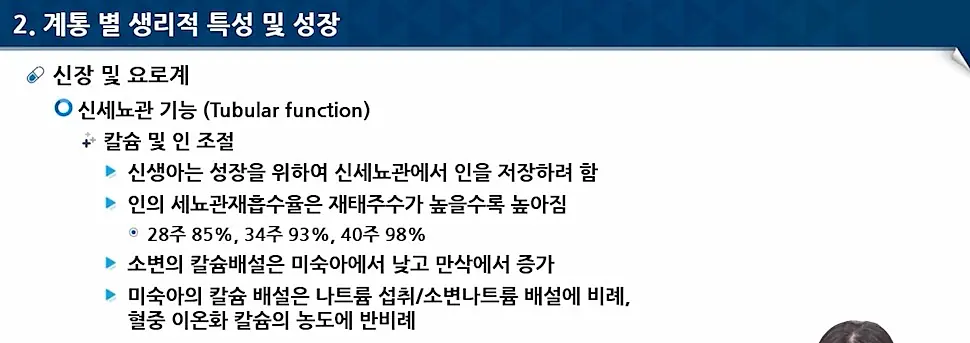 2. 계통 별 생리적 특성 및 성장
신장 및 요로계
신세뇨관 기능 (Tubular function)
칼슘 및 인 조절
신생아는 성장을 위하여 신세뇨관에서 인을 저장하려 함
인의 세뇨관재흡수율은 재태주수가 높을수록 높아짐
28주 85%, 34주 93%, 40주 98%
소변의 칼슘배설은 미숙아에서 낮고 만삭에서 증가
미숙아의 칼슘 배설은 나트륨 섭취/소변나트륨 배설에 비례,
혈중 이온화 칼슘의 농도에 반비례